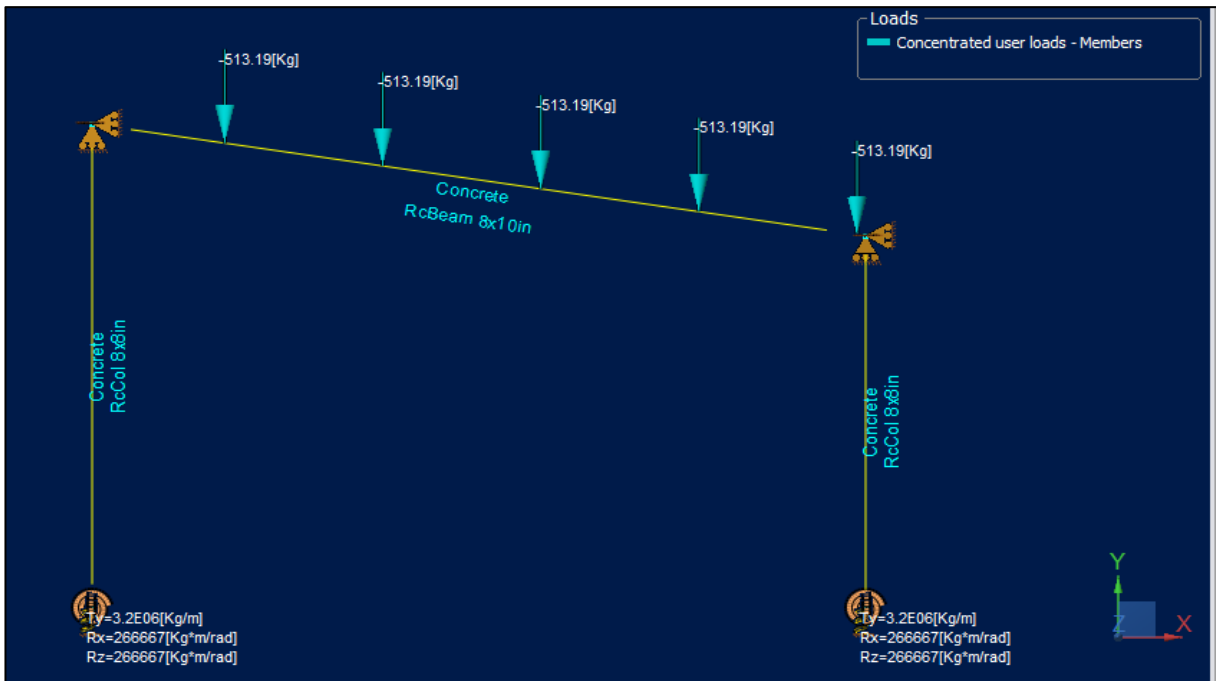 Loads
Concentrated user loads - Members
-513.19[Kg]
-513.19[Kg]
-513.19[Kg]
-513.19[Kg]
-513.19[Kg]
Concrete
RcBeam 8x10in
Concrete
RcCol 8x8in
Concrete
RcCol 8x8in
Ty=3.2E06[Kg/m]
Rx=266667[Kg*m/rad]
Rz=266667[Kg*m/rad]
Ty=3.2E06[Kg/m]
Rx=266667[Kg*m/rad]
Rz=266667[Kg*m/rad]
Y
Z
X